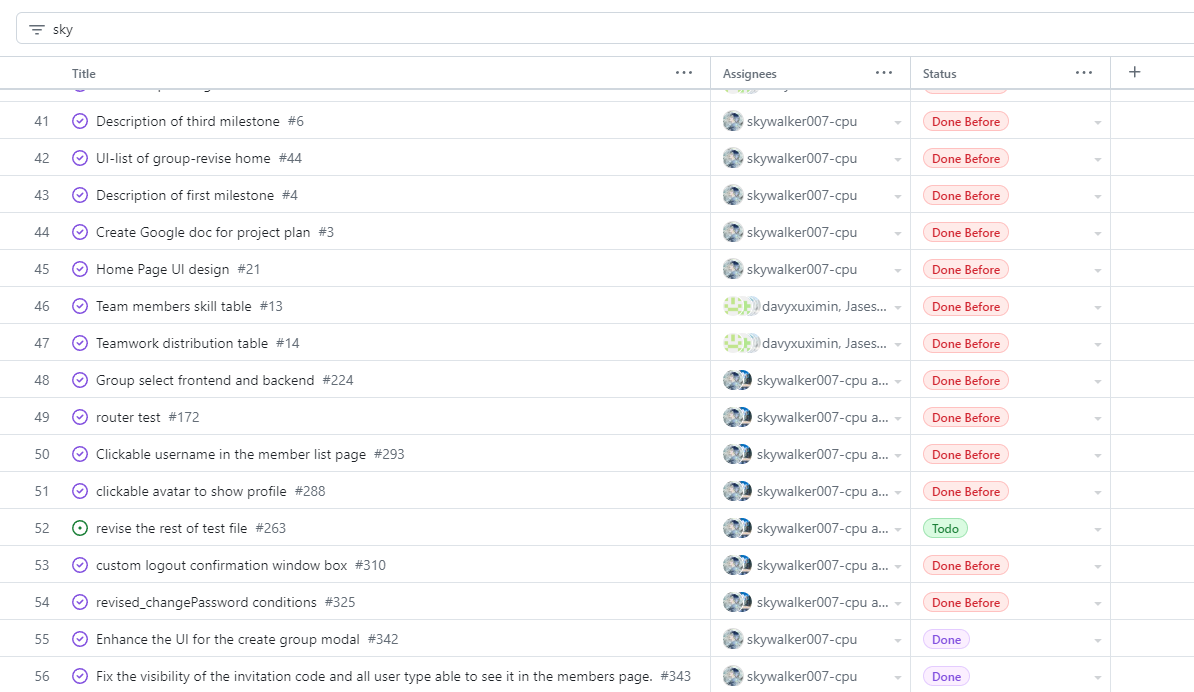 sky
Title ... Assignees ... Status ... +
41 Description of third milestone #6 skywalker007-cpu Done Before
42 UI-list of group-revise home #44 skywalker007-cpu Done Before
43 Description of first milestone #4 skywalker007-cpu Done Before
44 Create Google doc for project plan #3 skywalker007-cpu Done Before
45 Home Page UI design #21 skywalker007-cpu Done Before
46 Team members skill table #13 davyxuximin, Jases... Done Before
47 Teamwork distribution table #14 davyxuximin, Jases... Done Before
48 Group select frontend and backend #224 skywalker007-cpu a... Done Before
49 router test #172 skywalker007-cpu a... Done Before
50 Clickable username in the member list page #293 skywalker007-cpu a... Done Before
51 clickable avatar to show profile #288 skywalker007-cpu a... Done Before
52 revise the rest of test file #263 skywalker007-cpu a... Todo
53 custom logout confirmation window box #310 skywalker007-cpu a... Done Before
54 revised_changePassword conditions #325 skywalker007-cpu a... Done Before
55 Enhance the UI for the create group modal #342 skywalker007-cpu Done
56 Fix the visibility of the invitation code and all user type able to see it in the members page. #343 skywalker007-cpu Done